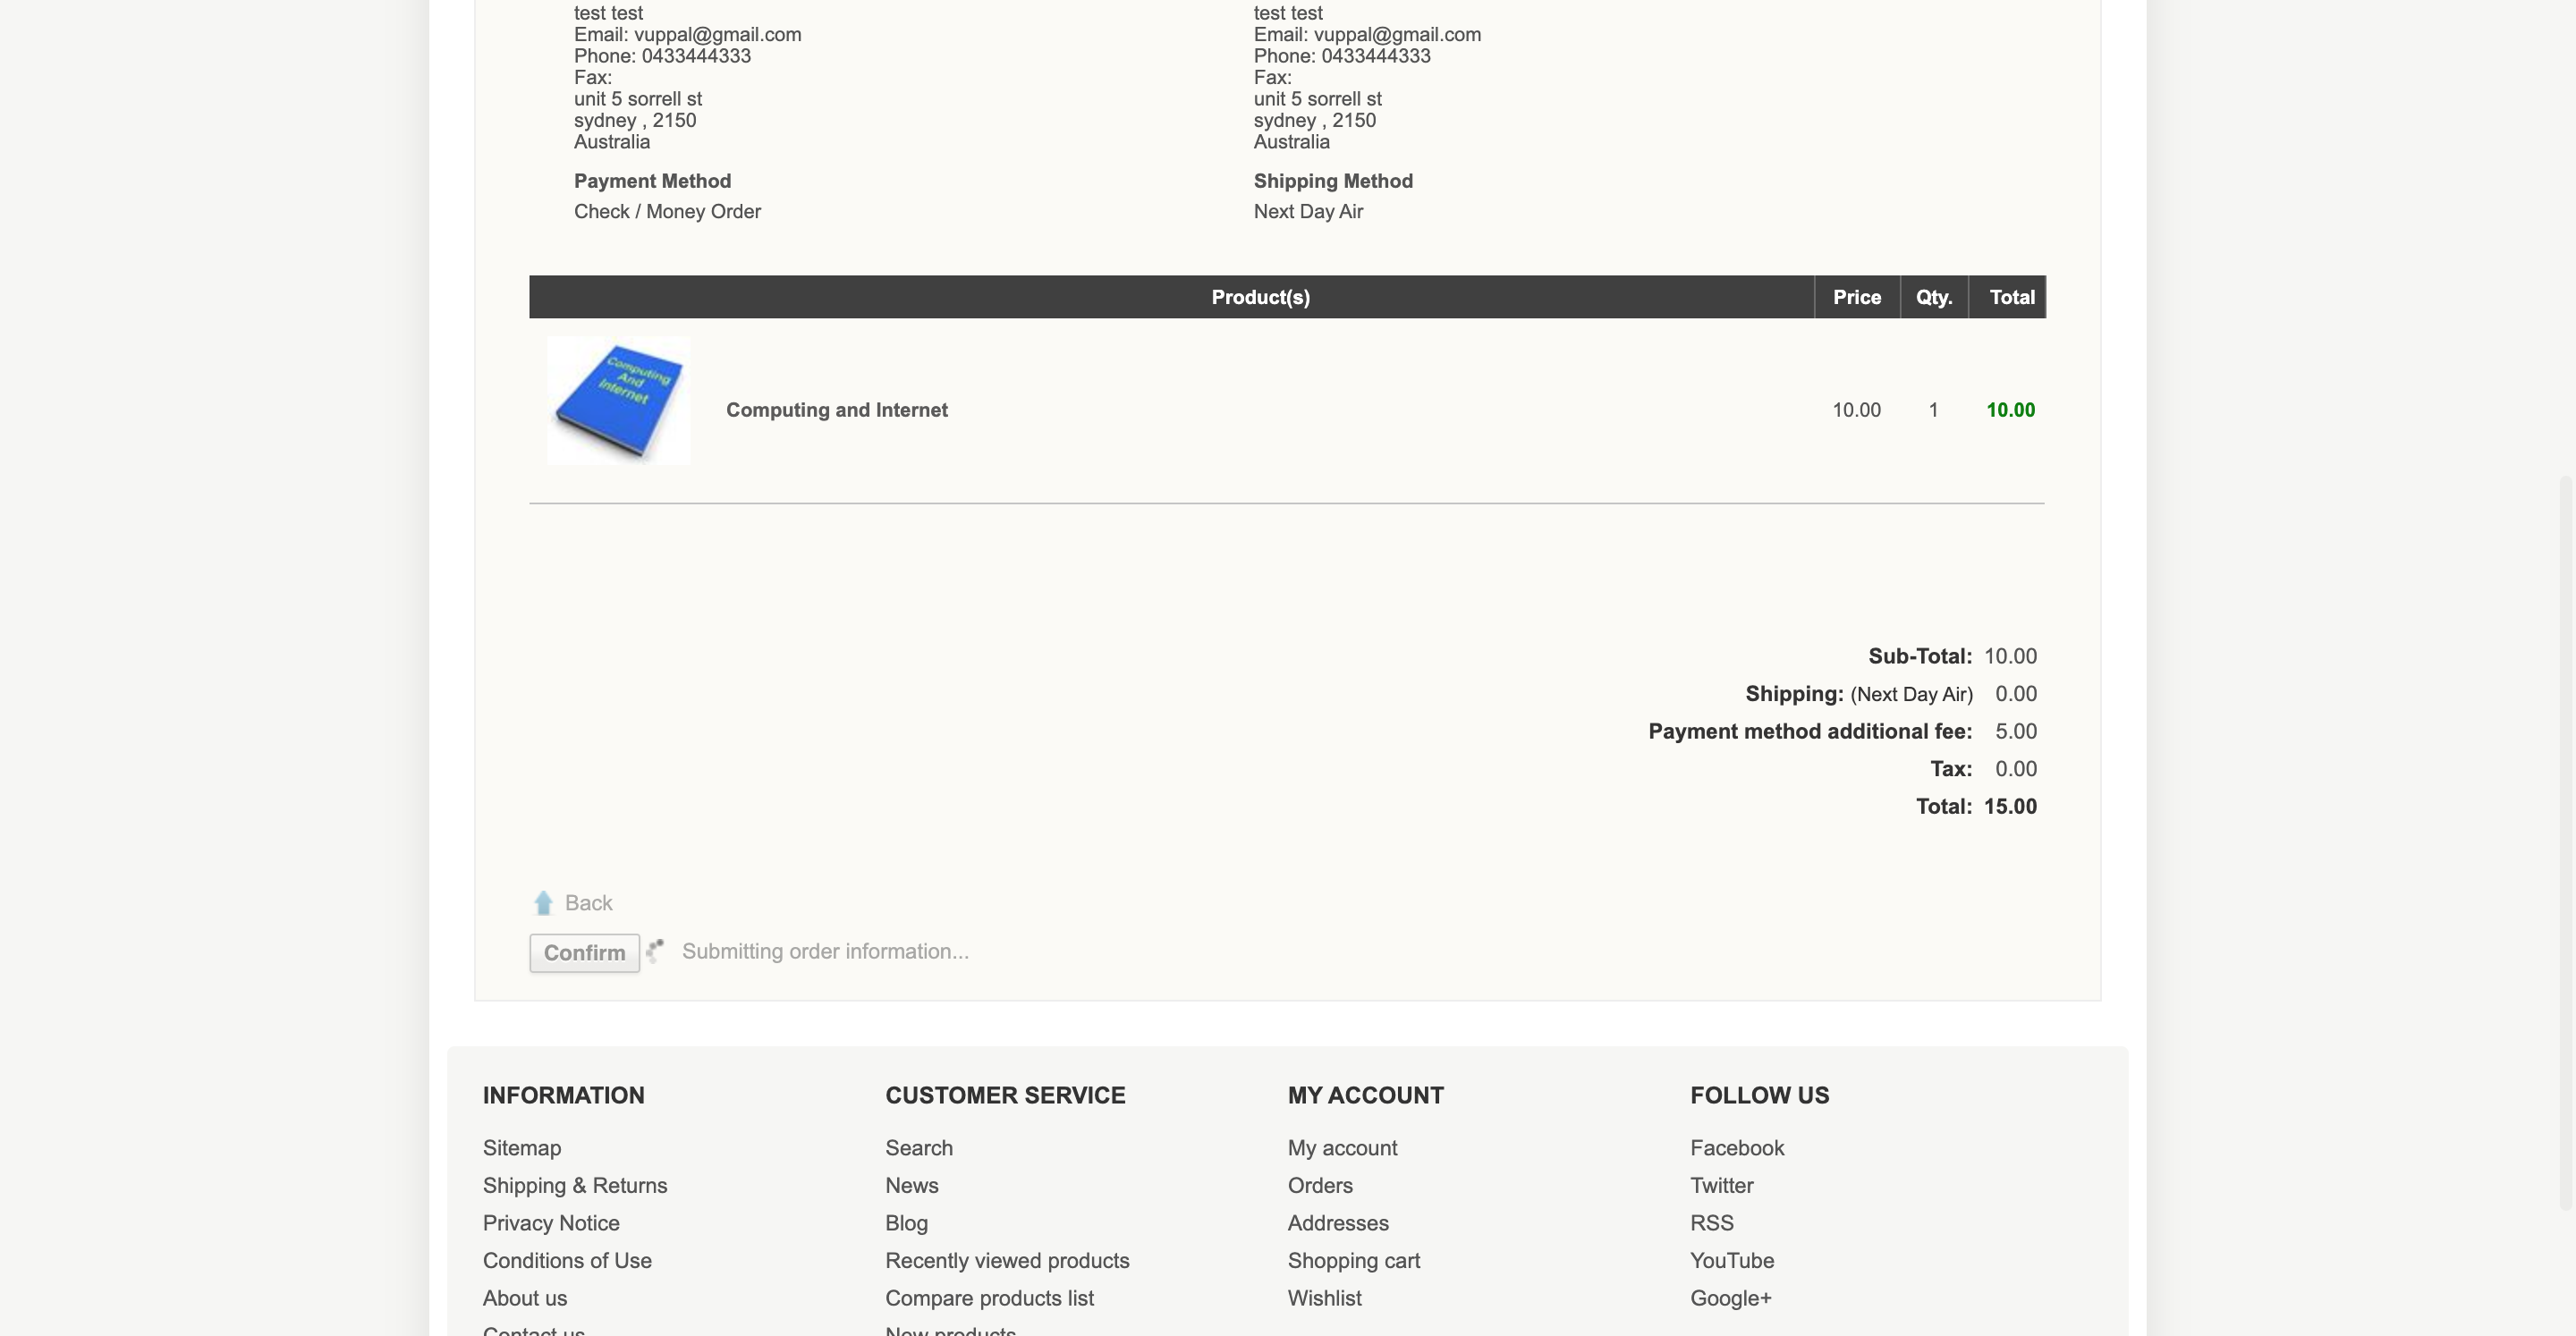 test test
Email: vuppal@gmail.com
Phone: 0433444333
Fax:
unit 5 sorrell st
sydney , 2150
Australia
Payment Method
Check / Money Order
test test
Email: vuppal@gmail.com
Phone: 0433444333
Fax:
unit 5 sorrell st
sydney , 2150
Australia
Shipping Method
Next Day Air
Product(s) Price Qty. Total
Computing
And
Internet
Computing and Internet 10.00 1 10.00
Sub-Total: 10.00
Shipping: (Next Day Air) 0.00
Payment method additional fee: 5.00
Tax: 0.00
Total: 15.00
Back
Confirm Submitting order information...
INFORMATION
Sitemap
Shipping & Returns
Privacy Notice
Conditions of Use
About us
Contact us
CUSTOMER SERVICE
Search
News
Blog
Recently viewed products
Compare products list
New products
MY ACCOUNT
My account
Orders
Addresses
Shopping cart
Wishlist
FOLLOW US
Facebook
Twitter
RSS
YouTube
Google+